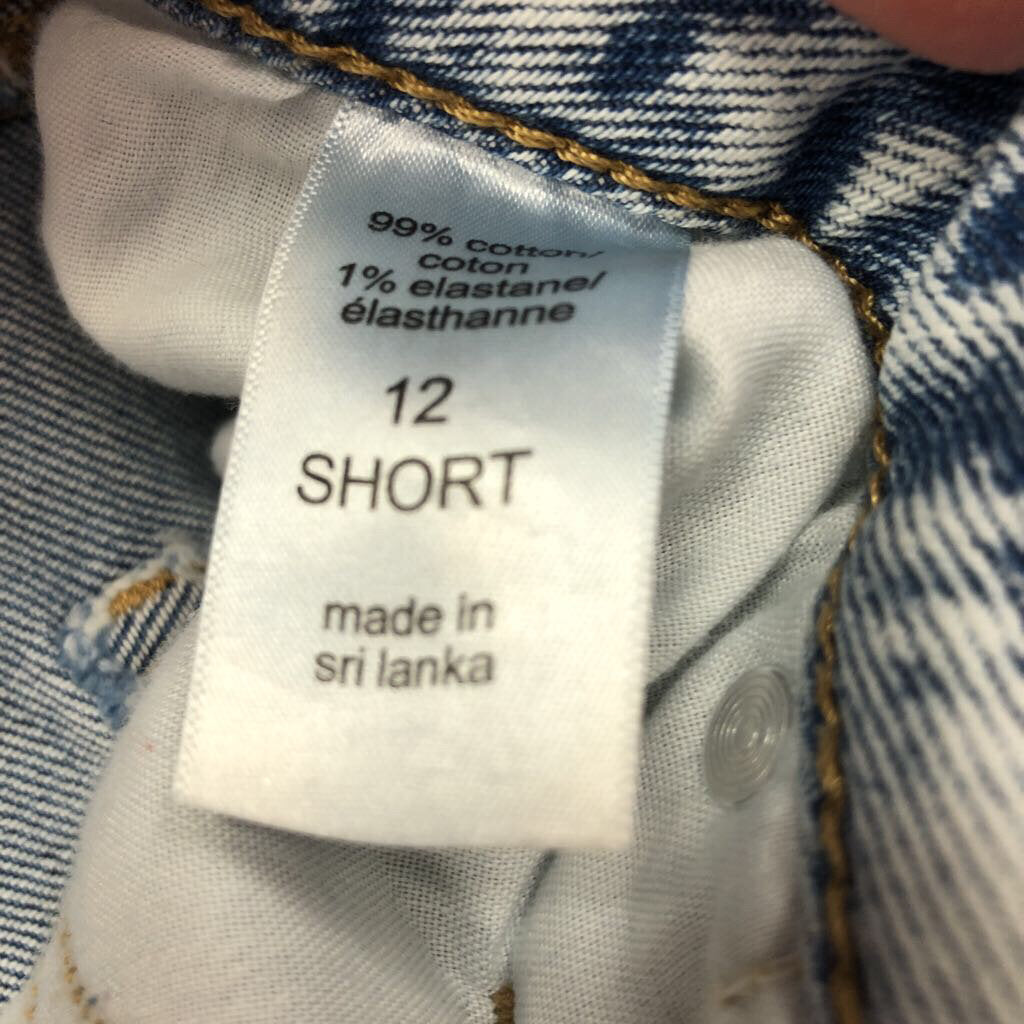 99% cotton/
coton
1% elastane/
élasthanne
12
SHORT
made in
sri lanka